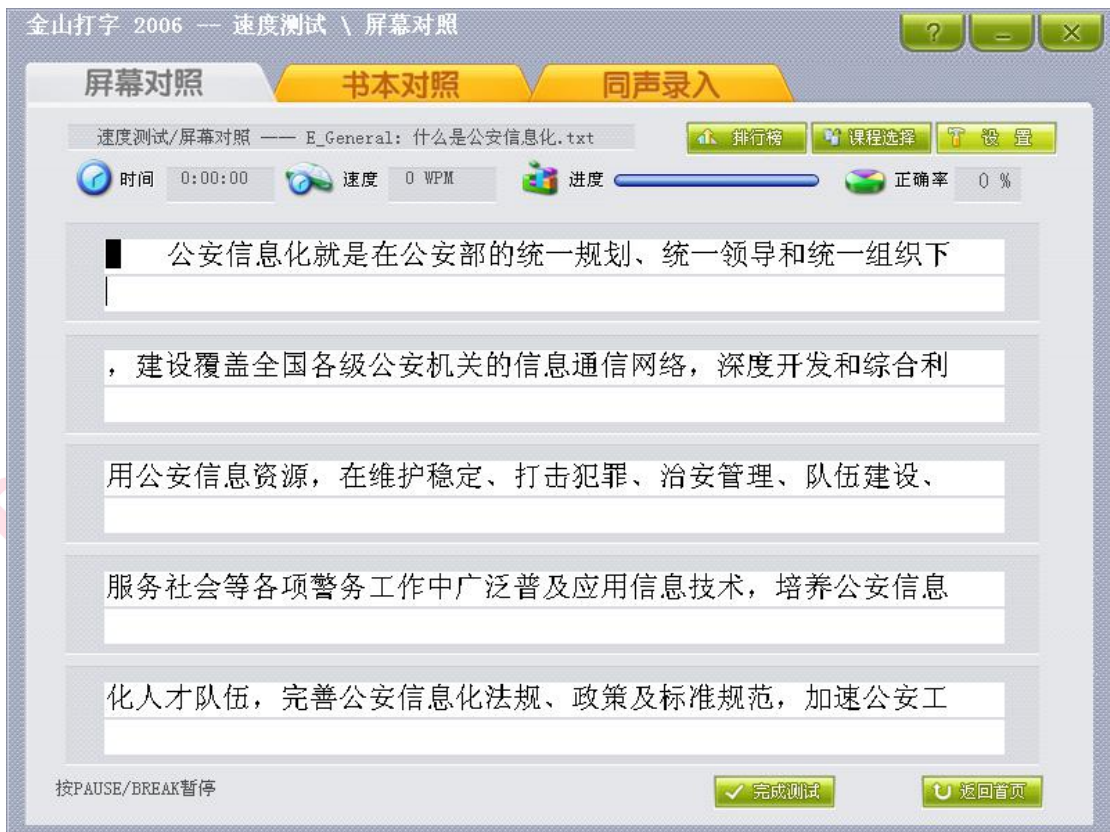 金山打字 2006 -- 速度测试 \ 屏幕对照
? - ×
屏幕对照 书本对照 同声录入
速度测试/屏幕对照 —— E_General: 什么是公安信息化.txt 排行榜 课程选择 设 置
时间 0:00:00 速度 0 WPM 进度 正确率 0 %
公安信息化就是在公安部的统一规划、统一领导和统一组织下
，建设覆盖全国各级公安机关的信息通信网络，深度开发和综合利
用公安信息资源，在维护稳定、打击犯罪、治安管理、队伍建设、
服务社会等各项警务工作中广泛普及应用信息技术，培养公安信息
化人才队伍，完善公安信息化法规、政策及标准规范，加速公安工
按PAUSE/BREAK暂停 完成测试 返回首页